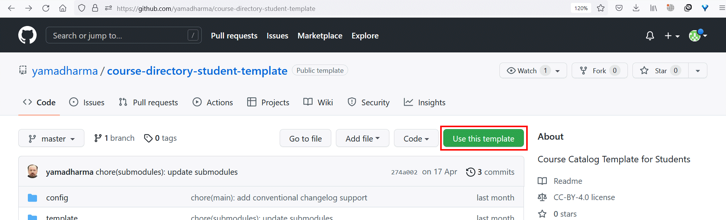 https://github.com/yamadharma/course-directory-student-template
120%
Search or jump to...
/
Pull requests Issues Marketplace Explore
yamadharma / course-directory-student-template Public template
Watch 1
Fork 0
Star 0
Code Issues Pull requests Actions Projects Wiki Security Insights
master 1 branch 0 tags Go to file Add file Code Use this template
About
yamadharma chore(submodules): update submodules 274a002 on 17 Apr 3 commits
Course Catalog Template for Students
config chore(main): add conventional changelog support last month
Readme
CC-BY-4.0 license
template chore(submodules): update submodules last month
0 stars